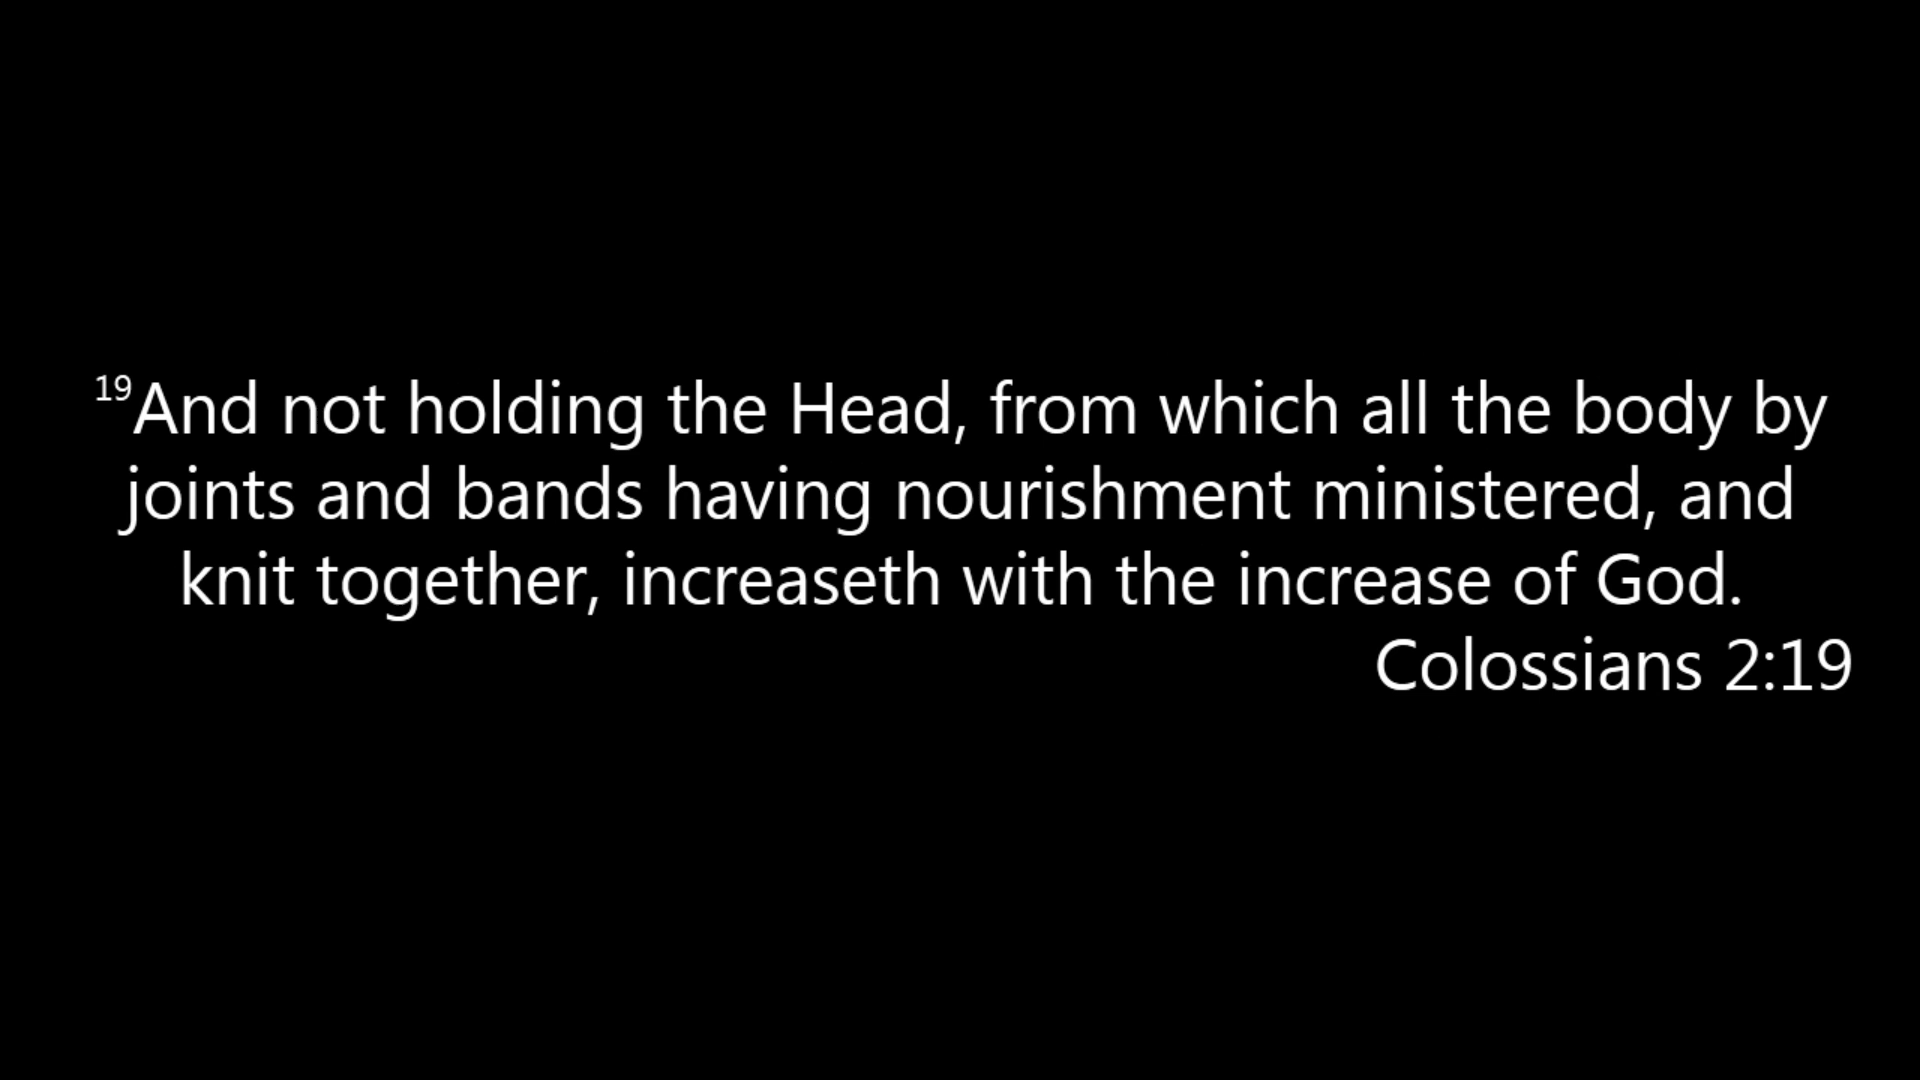 19And not holding the Head, from which all the body by
joints and bands having nourishment ministered, and
knit together, increaseth with the increase of God.
Colossians 2:19